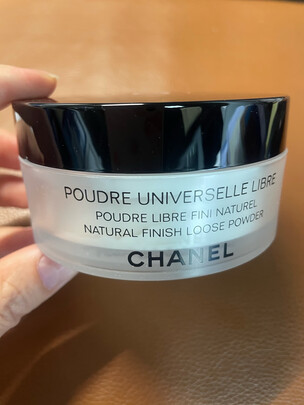 POUDRE UNIVERSELLE LIBRE
POUDRE LIBRE FINI NATUREL
NATURAL FINISH LOOSE POWDER
CHANEL